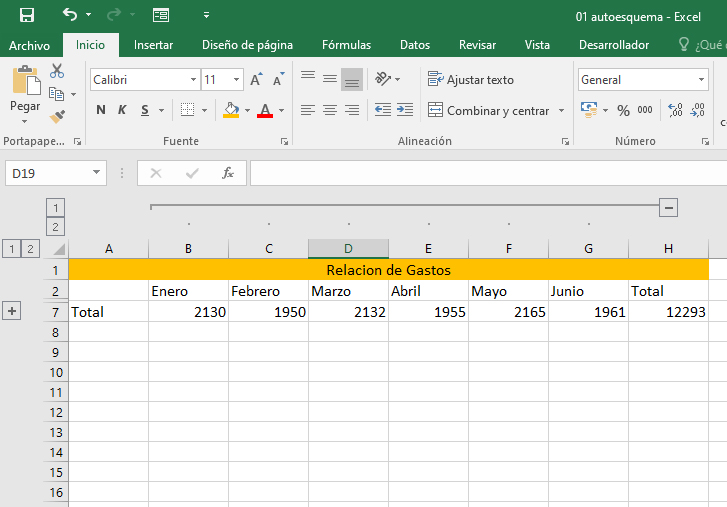 01 autoesquema - Excel
Archivo Inicio Insertar Diseño de página Fórmulas Datos Revisar Vista Desarrollador ¿Qué
Calibri 11 Ajustar texto General
Pegar N K S A A Combinar y centrar % 000
Portapape... Fuente Alineación Número
D19 fx
1
2
1 2 A B C D E F G H
1 Relacion de Gastos
2 Enero Febrero Marzo Abril Mayo Junio Total
7 Total 2130 1950 2132 1955 2165 1961 12293
8
9
10
11
12
13
14
15
16